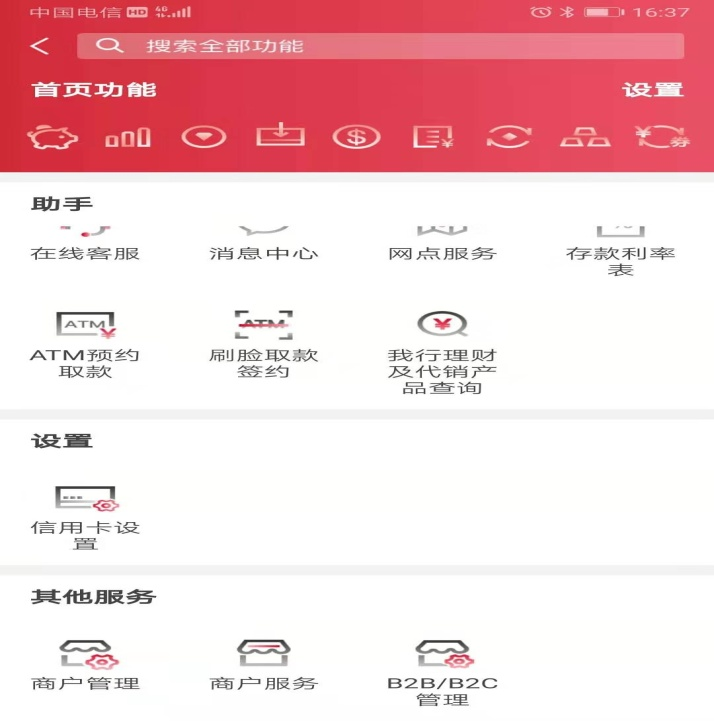 中国电信 HD 4G 16:37
搜索全部功能
首页功能 设置
¥ ¥ 券
助手
%
在线客服 消息中心 网点服务 存款利率
表
ATM ¥ ATM ¥
ATM预约 刷脸取款 我行理财
取款 签约 及代销产
品查询
设置
信用卡设
置
其他服务
商户管理 商户服务 B2B/B2C
管理